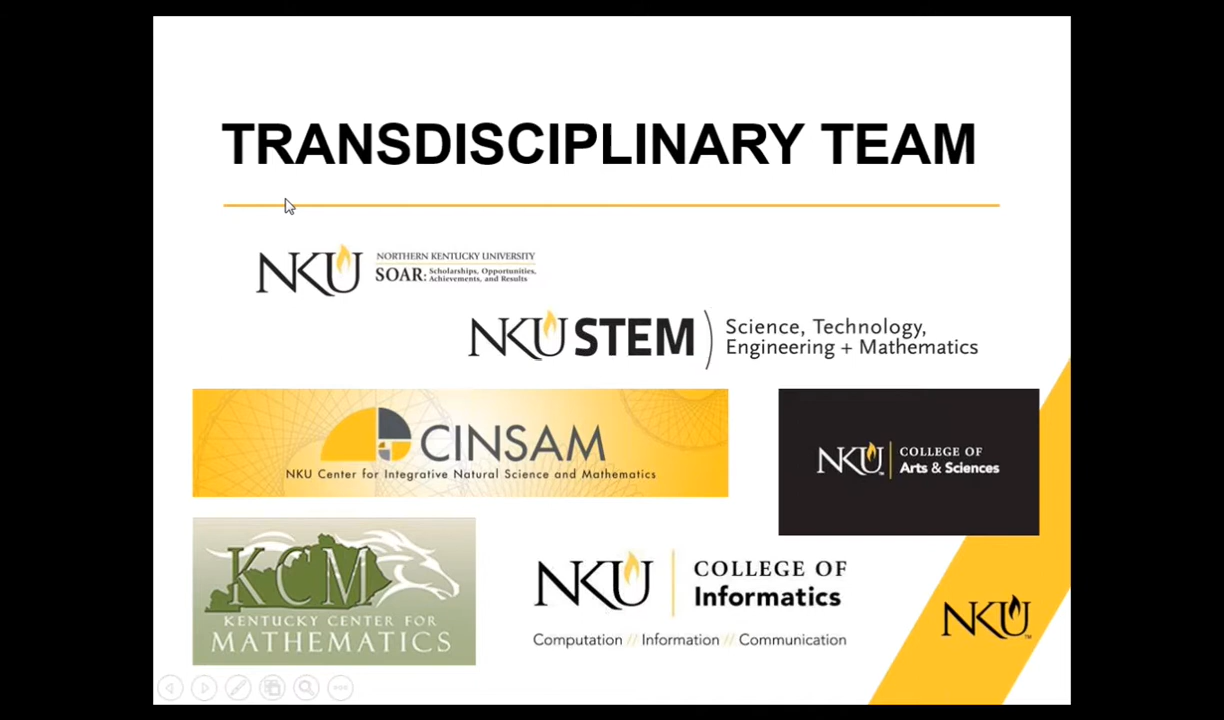 TRANSDISCIPLINARY TEAM
NKU
NORTHERN KENTUCKY UNIVERSITY
SOAR: Scholarships, Opportunities,
Achievements, and Results
NKU STEM
Science, Technology,
Engineering + Mathematics
CINSAM
NKU Center for Integrative Natural Science and Mathematics
NKU
COLLEGE OF
Arts & Sciences
KCM
KENTUCKY CENTER FOR
MATHEMATICS
NKU
COLLEGE OF
Informatics
Computation // Information // Communication
NKU™